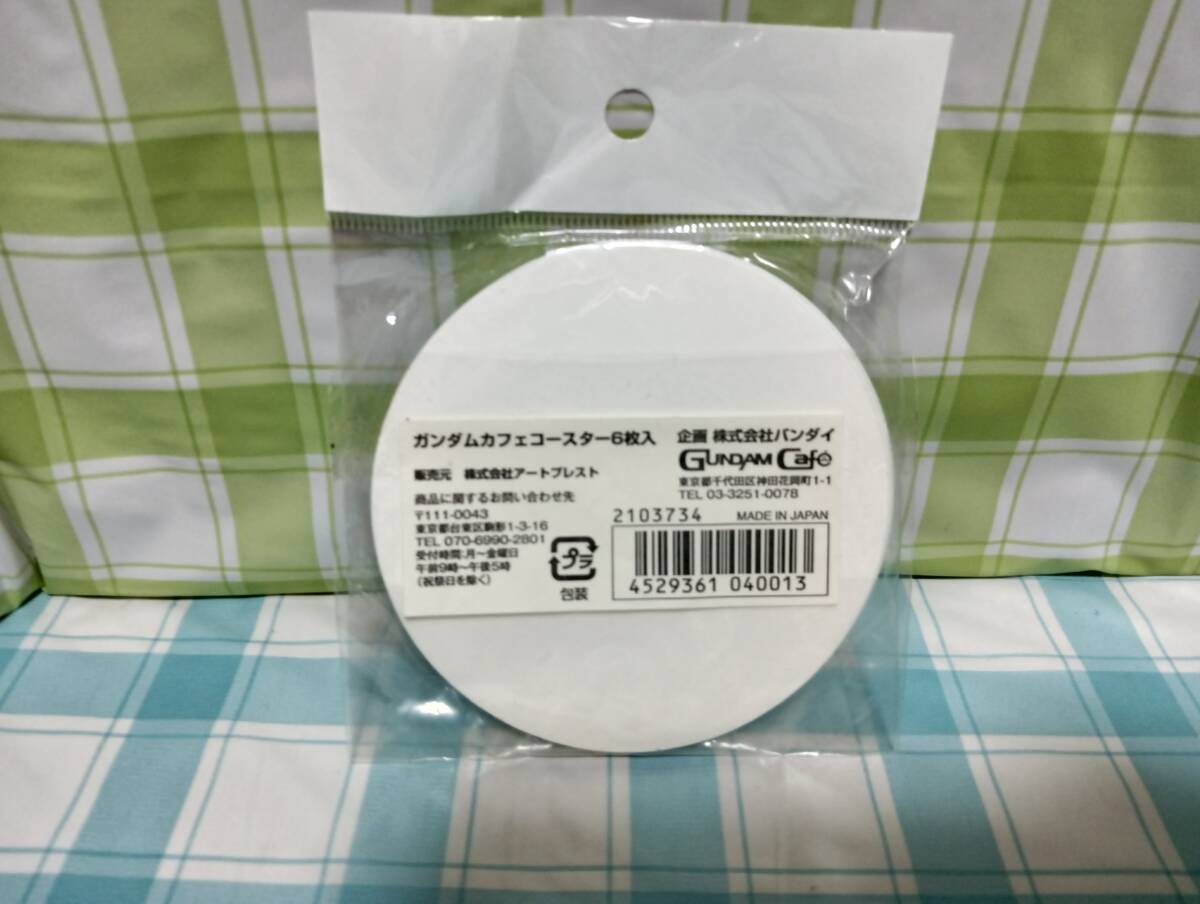 ガンダムカフェコースター6枚入
販売元 株式会社アートプレスト
商品に関するお問い合わせ先
〒111-0043
東京都台東区駒形1-3-16
TEL 070-6990-2801
受付時間:月〜金曜日
午前9時〜午後5時
(祝祭日を除く)
プラ
包装
企画 株式会社バンダイ
GUNDAM Café
東京都千代田区神田花岡町1-1
TEL 03-3251-0078
2103734 MADE IN JAPAN
4529361 040013